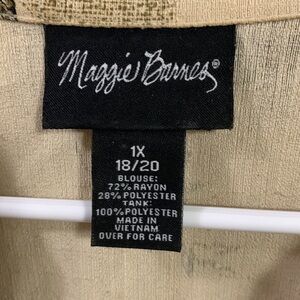 Maggie Barnes®
1X
18/20
BLOUSE:
72% RAYON
28% POLYESTER
TANK:
100% POLYESTER
MADE IN
VIETNAM
OVER FOR CARE